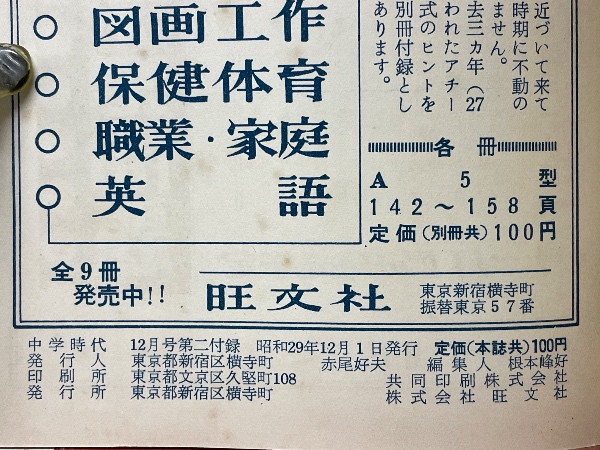 近づいて来て
時期に不動の
ません。
去三カ年（27
われたアチー
式のヒントを
別冊付録とし
あります。
図画工作
保健体育
職業・家庭
英語
各冊
A5型
142～158頁
定価（別冊共）100円
全9冊
発売中!!
旺文社
東京新宿横寺町
振替東京57番
中学時代 12月号第二付録 昭和29年12月1日発行 定価（本誌共）100円
発行人 東京都新宿区横寺町 赤尾好夫 編集人 根本峰好
印刷所 東京都文京区久堅町108 共同印刷株式会社
発行所 東京都新宿区横寺町 株式会社 旺文社